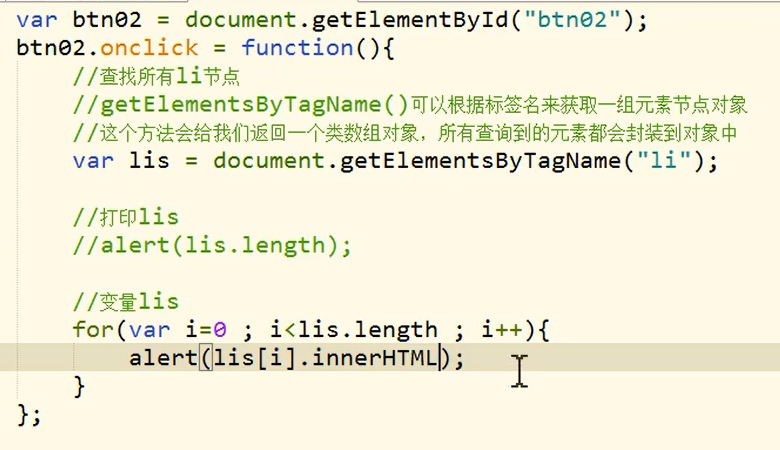 var btn02 = document.getElementById("btn02");
btn02.onclick = function(){
//查找所有li节点
//getElementsByTagName()可以根据标签名来获取一组元素节点对象
//这个方法会给我们返回一个类数组对象，所有查询到的元素都会封装到对象中
var lis = document.getElementsByTagName("li");
//打印lis
//alert(lis.length);
//变量lis
for(var i=0 ; i<lis.length ; i++){
alert(lis[i].innerHTML);
}
};